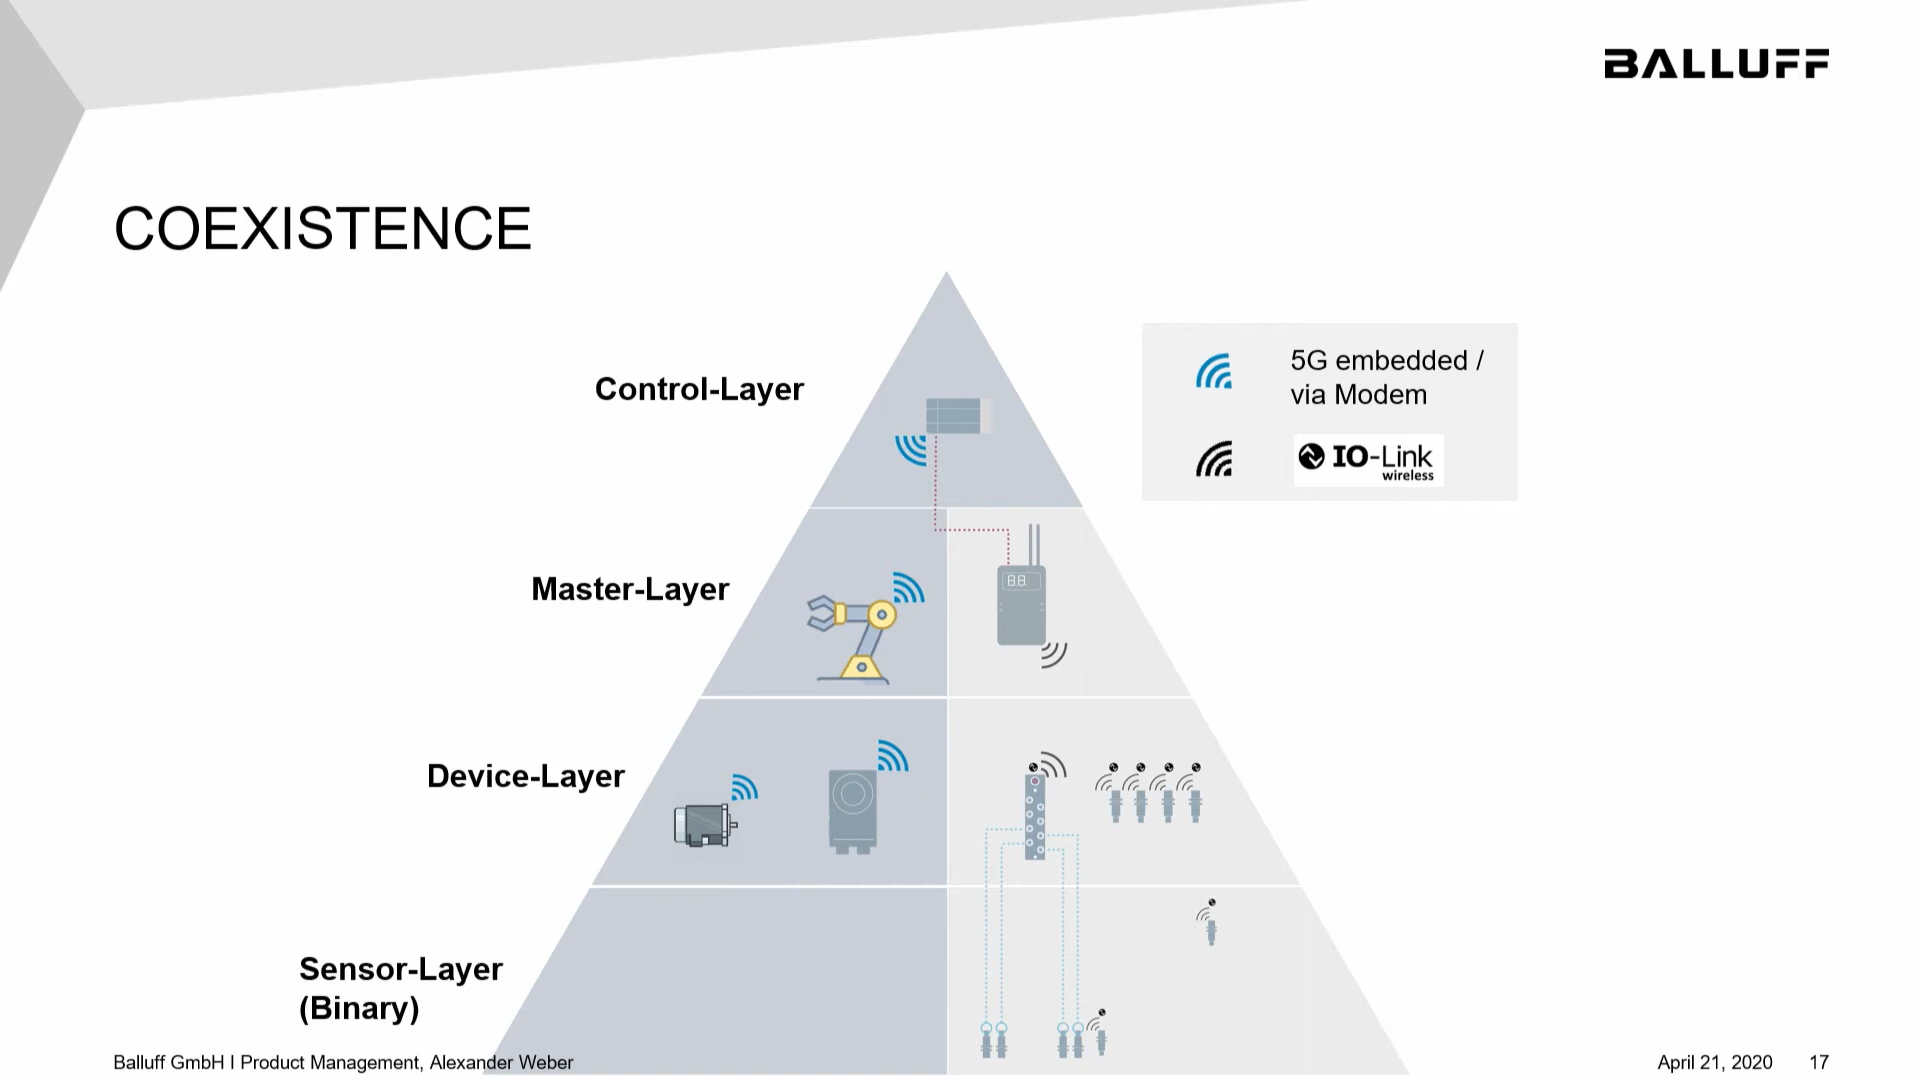 BALLUFF
COEXISTENCE
Control-Layer
5G embedded /
via Modem
IO-Link
wireless
Master-Layer
Device-Layer
Sensor-Layer
(Binary)
Balluff GmbH I Product Management, Alexander Weber
April 21, 2020
17